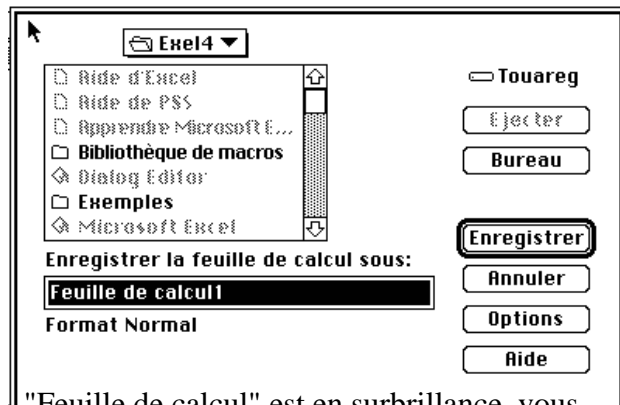 Exel4
Aide d'Excel
Aide de PSS
Apprendre Microsoft E...
Bibliothèque de macros
Dialog Editor
Exemples
Microsoft Excel
Touareg
Ejecter
Bureau
Enregistrer la feuille de calcul sous:
Feuille de calcul1
Format Normal
Enregistrer
Annuler
Options
Aide
"Feuille de calcul" est en surbrillance, vous